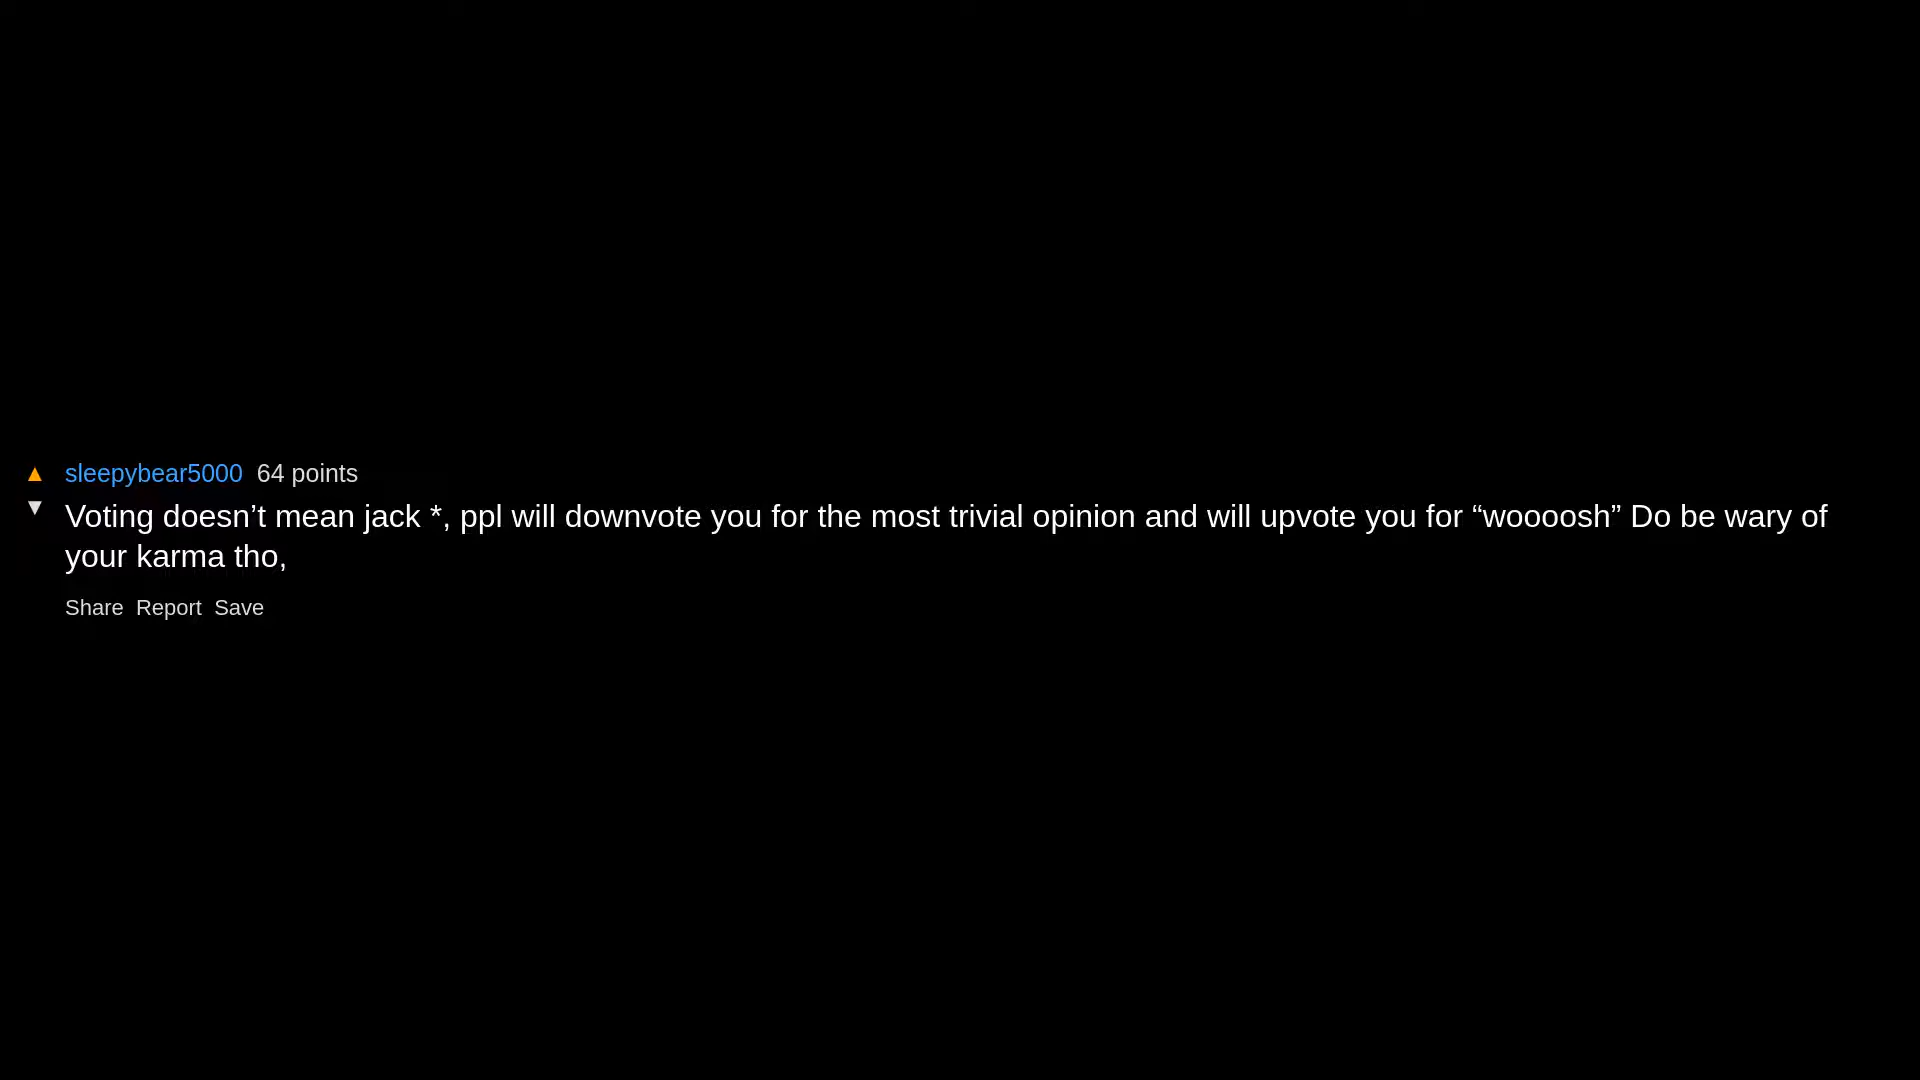 ▲ sleepybear5000 64 points
▼ Voting doesn’t mean jack *, ppl will downvote you for the most trivial opinion and will upvote you for “woooosh” Do be wary of
your karma tho,
Share Report Save